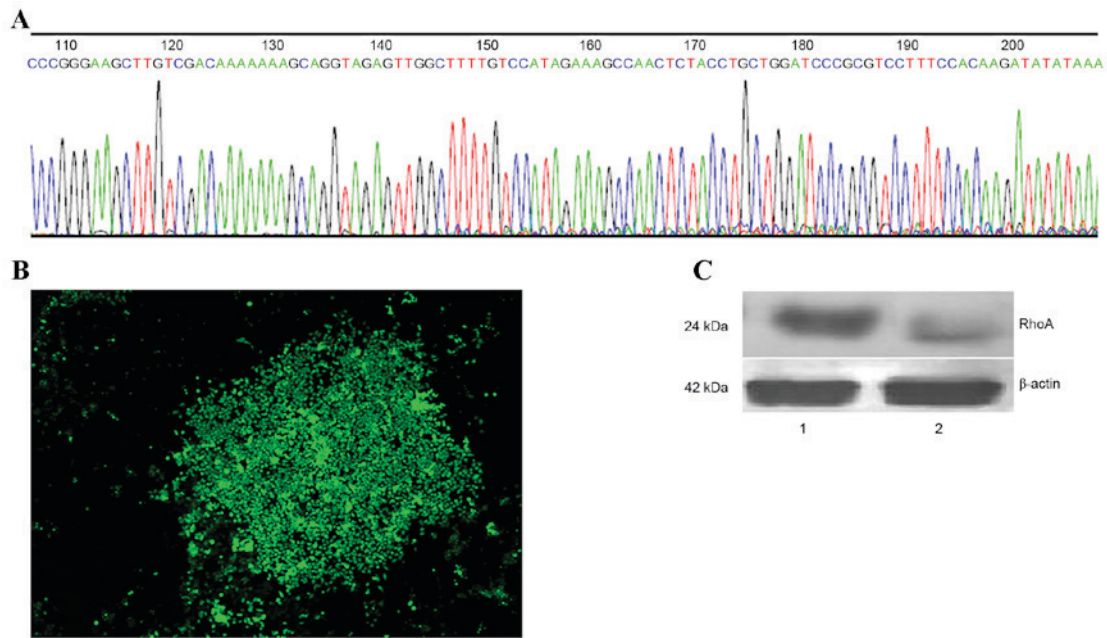 A
110 120 130 140 150 160 170 180 190 200
CCCGGGAAGCTTGTCGACAAAAAAAGCAGGTAGAGTTGGCTTTTGTCCATAGAAAGCCAACTCTACCTGCTGGATCCCGCGTCCTTTCCACAAGATATATAAA
B
C
24 kDa RhoA
42 kDa β-actin
1 2